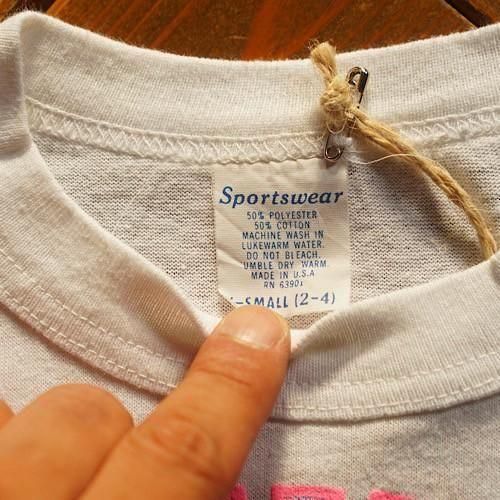 Sportswear
50% POLYESTER
50% COTTON
MACHINE WASH IN
LUKEWARM WATER.
DO NOT BLEACH.
UMBLE DRY WARM.
MADE IN U.S.A
RN 63901
-SMALL (2-4)